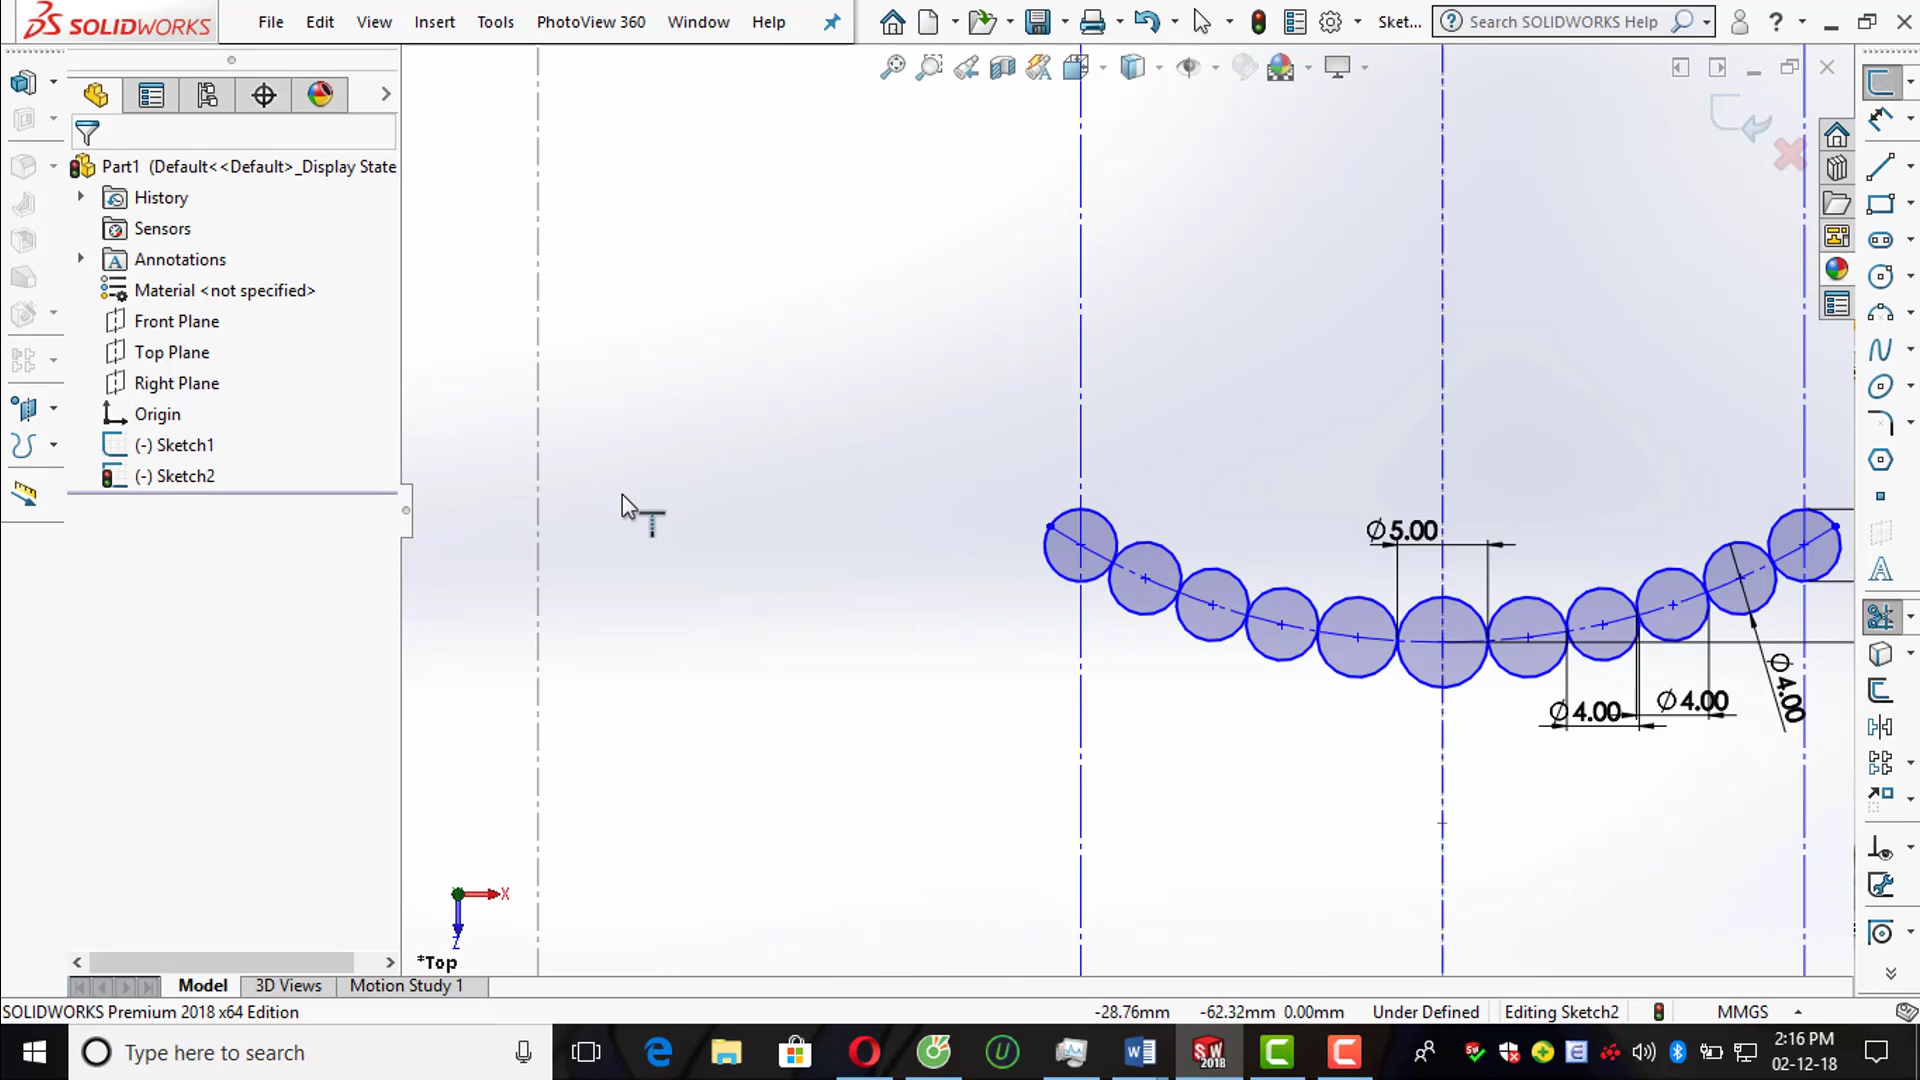 SOLIDWORKS File Edit View Insert Tools PhotoView 360 Window Help Sket... Search SOLIDWORKS Help
Part1 (Default<<Default>_Display State
History
Sensors
Annotations
Material <not specified>
Front Plane
Top Plane
Right Plane
Origin
(-) Sketch1
(-) Sketch2
Ø5.00
Ø4.00
Ø4.00
Ø4.00
X
Z
*Top
Model 3D Views Motion Study 1
SOLIDWORKS Premium 2018 x64 Edition -28.76mm -62.32mm 0.00mm Under Defined Editing Sketch2 MMGS
Type here to search
SW
2018
2:16 PM
02-12-18